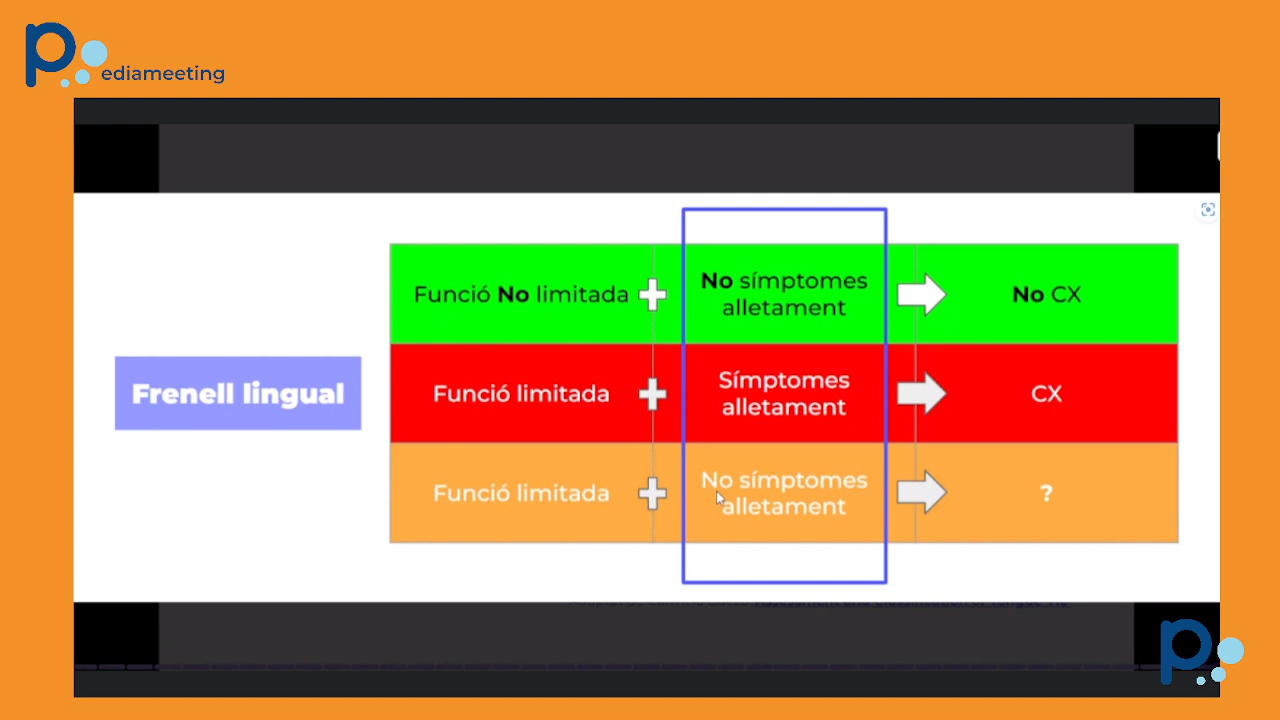 pediameeting
Funció No limitada
No símptomes
alletament
No CX
Frenell lingual
Funció limitada
Símptomes
alletament
CX
Funció limitada
No símptomes
alletament
?
p